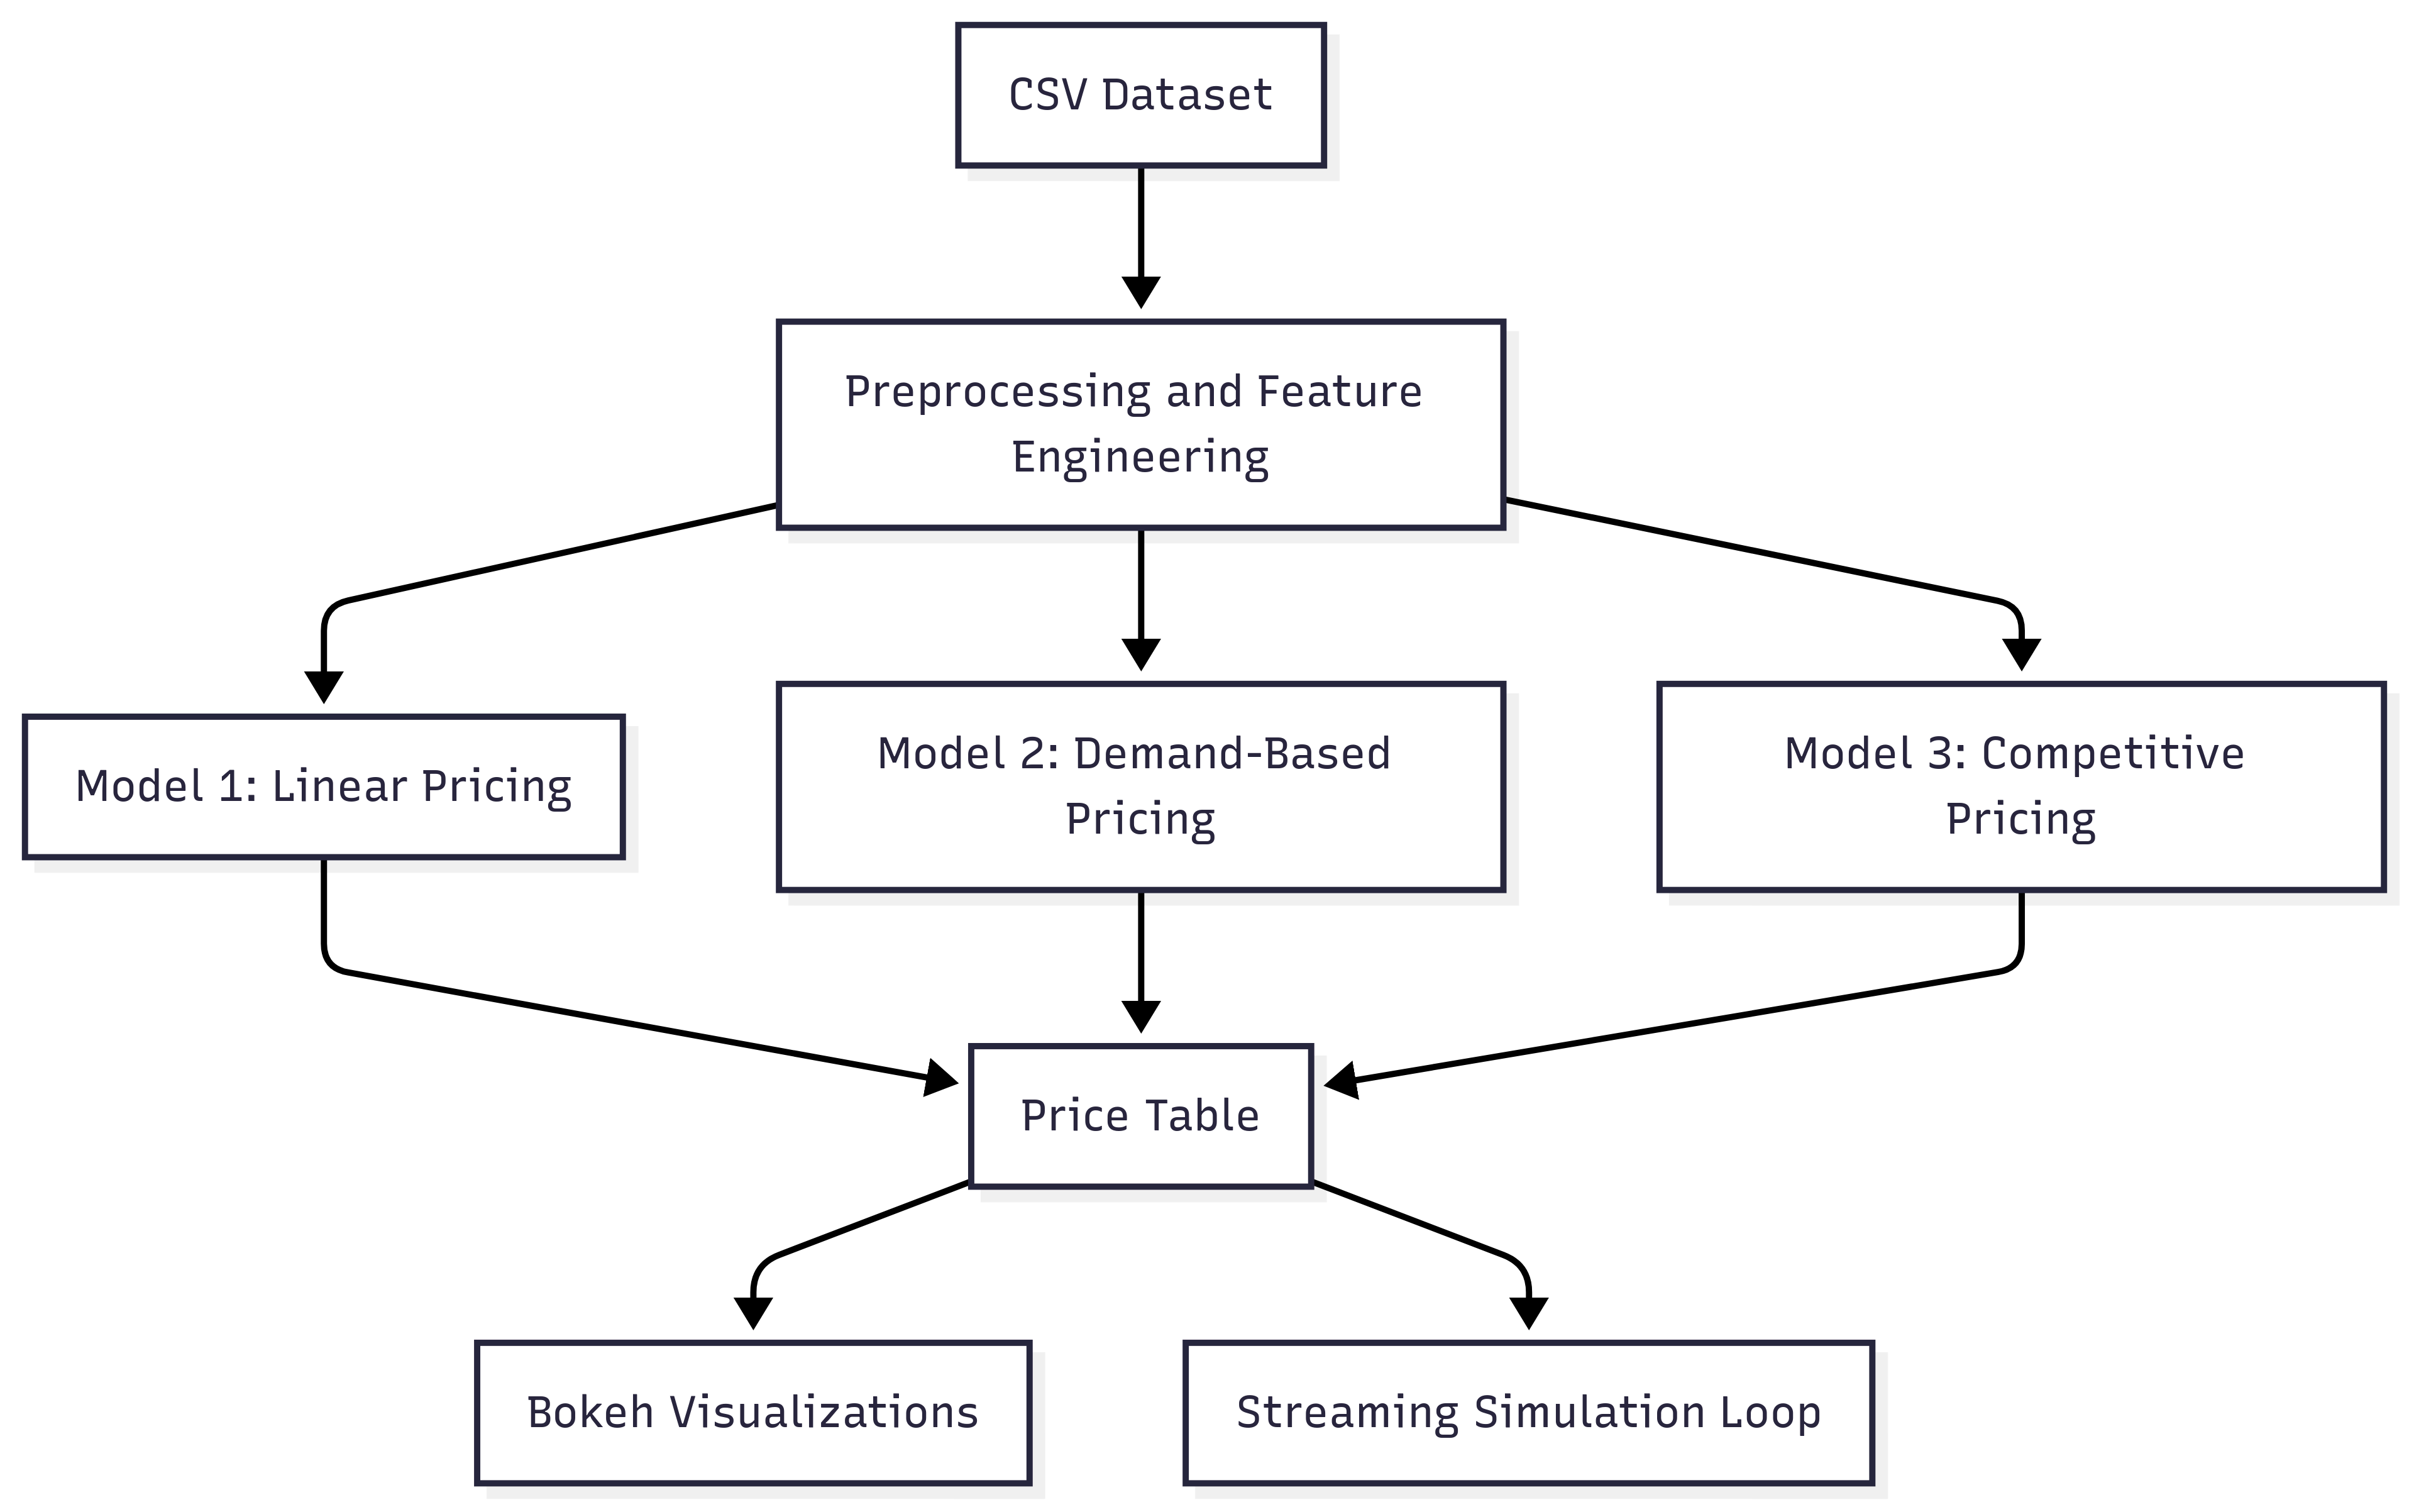 CSV Dataset
Preprocessing and Feature
Engineering
Model 1: Linear Pricing
Model 2: Demand-Based
Pricing
Model 3: Competitive
Pricing
Price Table
Bokeh Visualizations
Streaming Simulation Loop